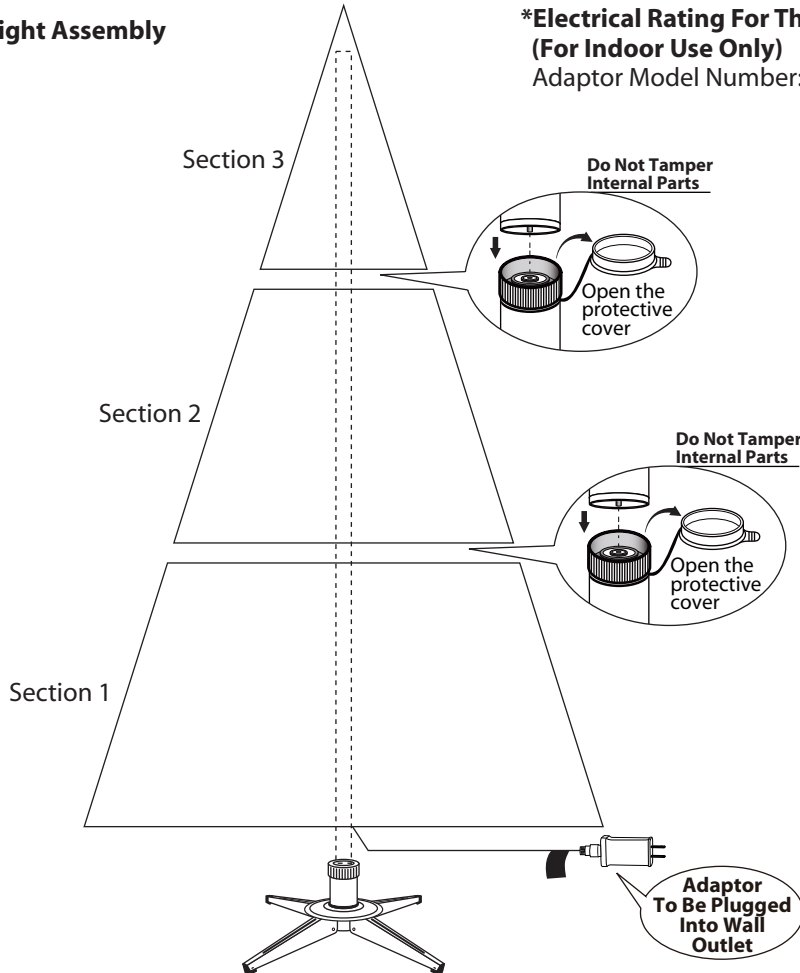 ight Assembly
*Electrical Rating For Th
(For Indoor Use Only)
Adaptor Model Number:
Section 3
Do Not Tamper
Internal Parts
Open the
protective
cover
Section 2
Do Not Tamper
Internal Parts
Open the
protective
cover
Section 1
Adaptor
To Be Plugged
Into Wall
Outlet